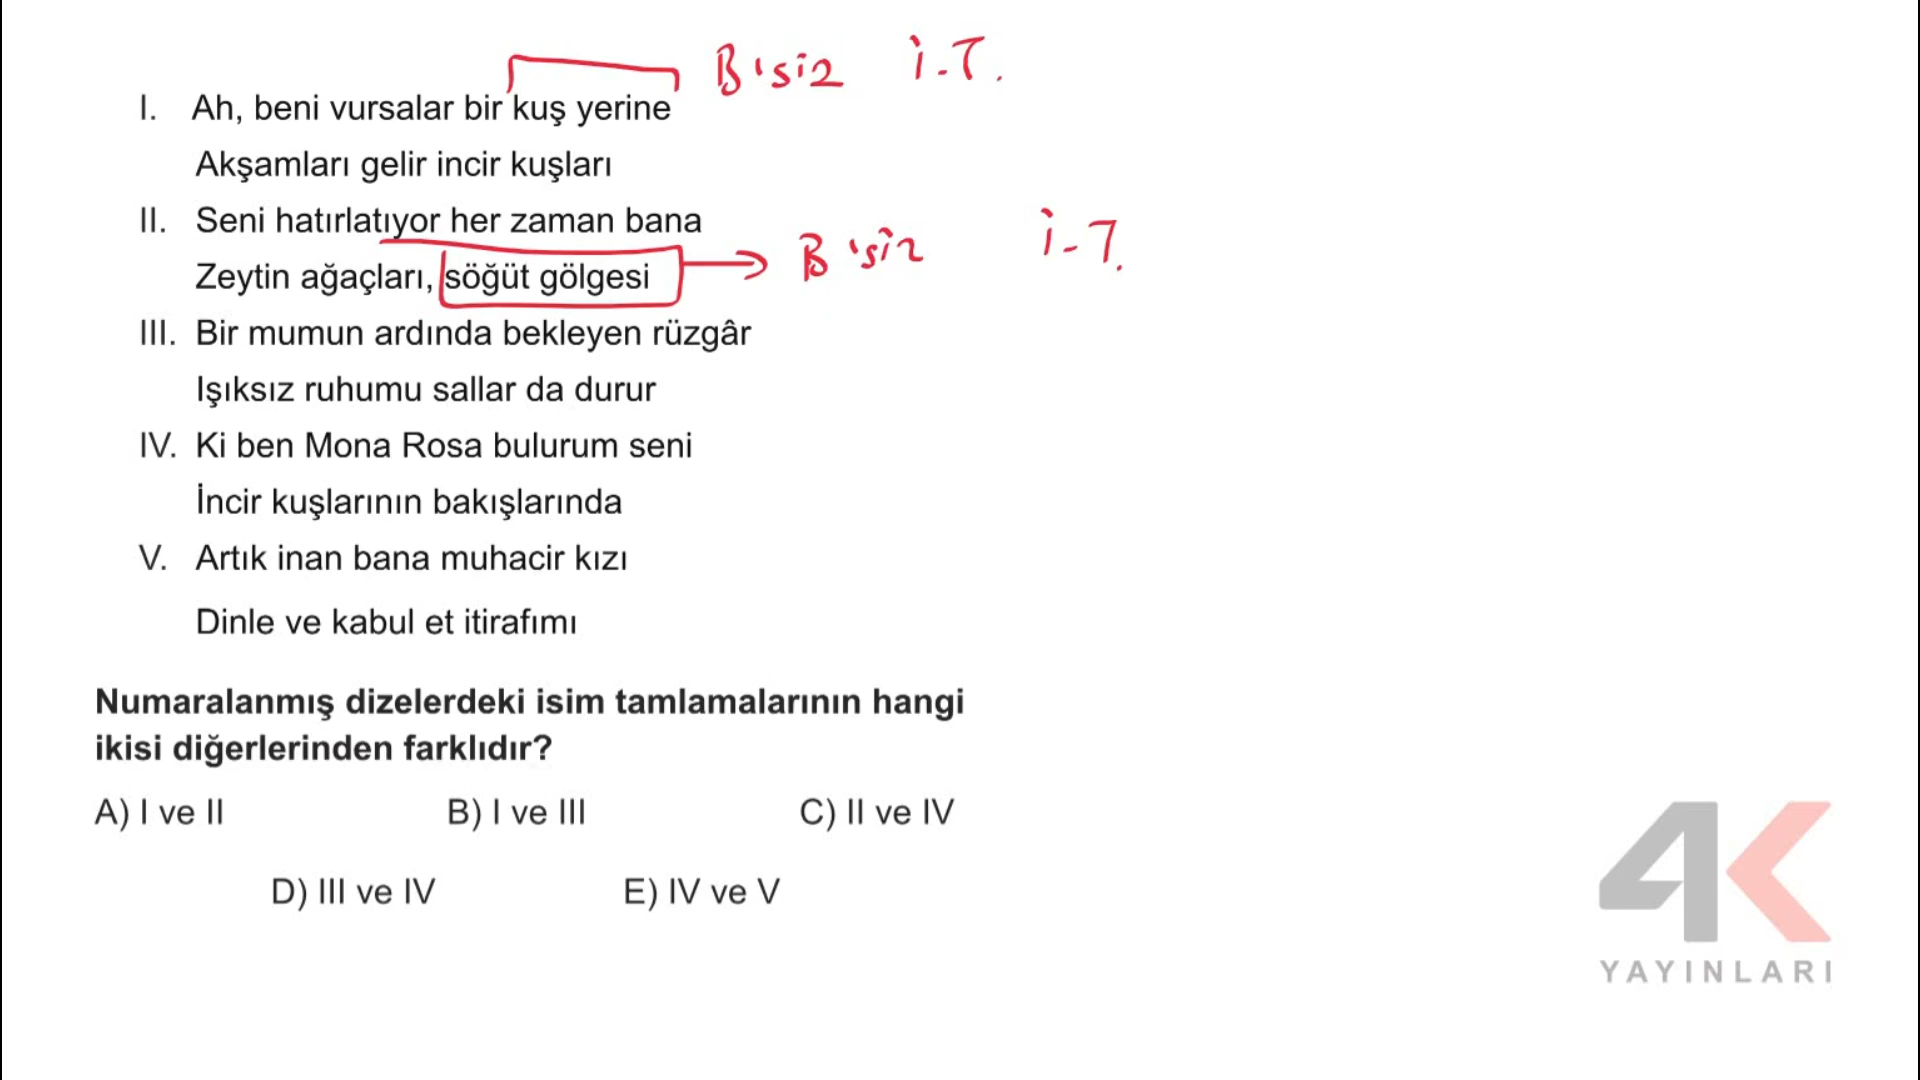 B'siz i.T.
I. Ah, beni vursalar bir kuş yerine
Akşamları gelir incir kuşları
II. Seni hatırlatıyor her zaman bana
Zeytin ağaçları, söğüt gölgesi
B'siz i-T.
III. Bir mumun ardında bekleyen rüzgâr
Işıksız ruhumu sallar da durur
IV. Ki ben Mona Rosa bulurum seni
İncir kuşlarının bakışlarında
V. Artık inan bana muhacir kızı
Dinle ve kabul et itirafımı
Numaralanmış dizelerdeki isim tamlamalarının hangi
ikisi diğerlerinden farklıdır?
A) I ve II B) I ve III C) II ve IV
D) III ve IV E) IV ve V
4K
YAYINLARI